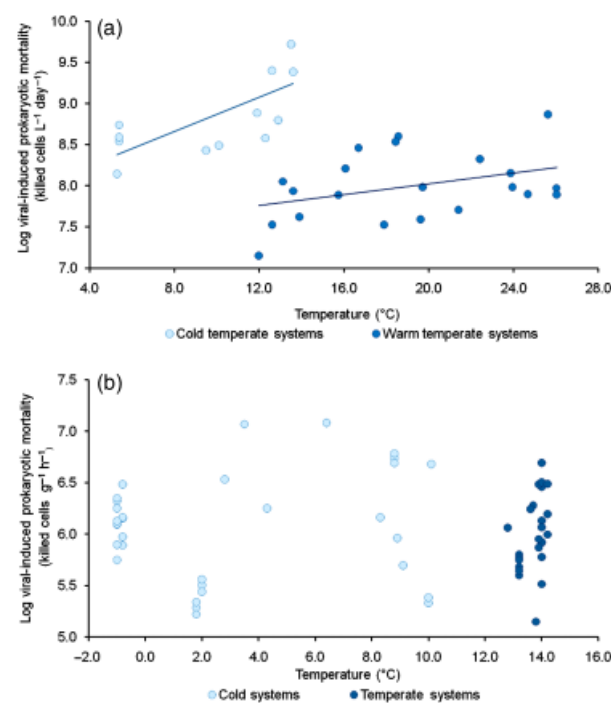 (a)
Log viral-induced prokaryotic mortality
(killed cells L⁻¹ day⁻¹)
10.0
9.5
9.0
8.5
8.0
7.5
7.0
4.0 8.0 12.0 16.0 20.0 24.0 28.0
Temperature (°C)
Cold temperate systems Warm temperate systems
(b)
Log viral-induced prokaryotic mortality
(killed cells g⁻¹ h⁻¹)
7.5
7.0
6.5
6.0
5.5
5.0
−2.0 0.0 2.0 4.0 6.0 8.0 10.0 12.0 14.0 16.0
Temperature (°C)
Cold systems Temperate systems